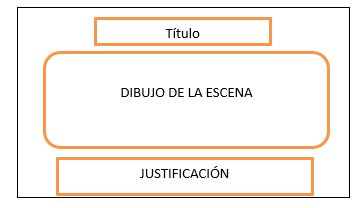 Título
DIBUJO DE LA ESCENA
JUSTIFICACIÓN